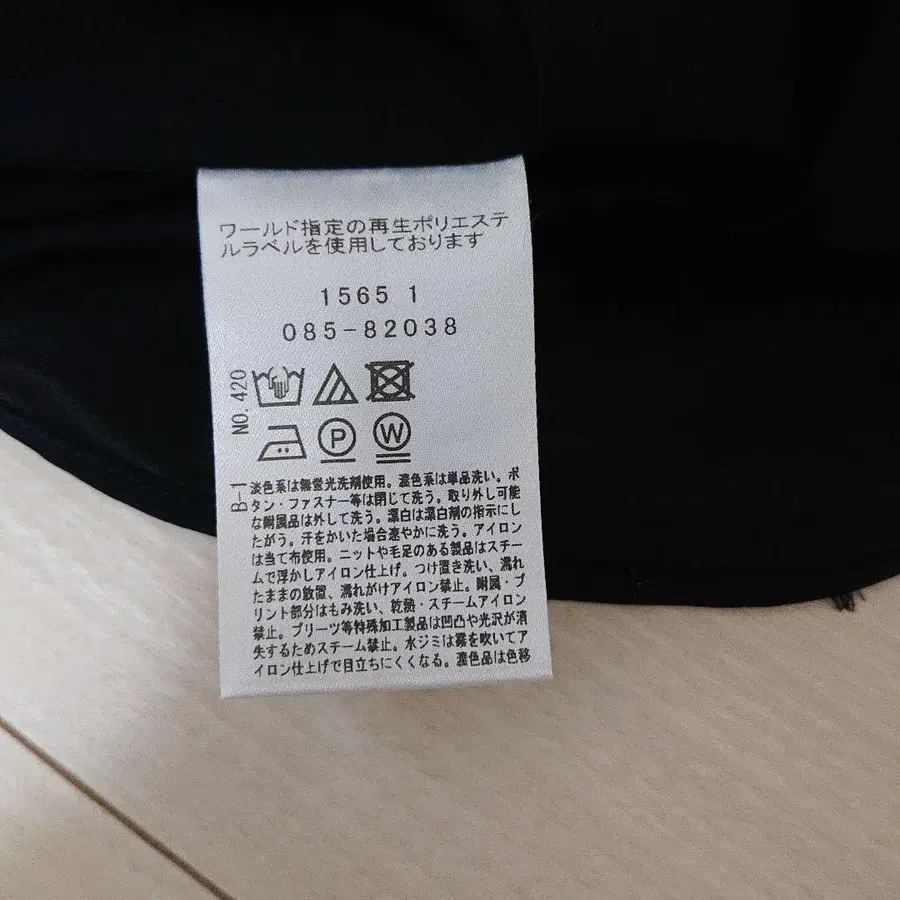 ワールド指定の再生ポリエステ
ルラベルを使用しております
1565 1
085-82038
NO.420
P
W
B-1
淡色系は無蛍光洗剤使用。濃色系は単品洗い。ボ
タン・ファスナー等は閉じて洗う。取り外し可能
な附属品は外して洗う。漂白は漂白剤の指示にし
たがう。汗をかいた場合速やかに洗う。アイロン
は当て布使用。ニットや毛足のある製品はスチー
ムで浮かしアイロン仕上げ。つけ置き洗い、濡れ
たままの放置、濡れがけアイロン禁止。附属・プ
リント部分はもみ洗い、乾熱・スチームアイロン
禁止。プリーツ等特殊加工製品は凹凸や光沢が消
失するためスチーム禁止。水ジミは霧を吹いてア
イロン仕上げで目立ちにくくなる。濃色品は色移